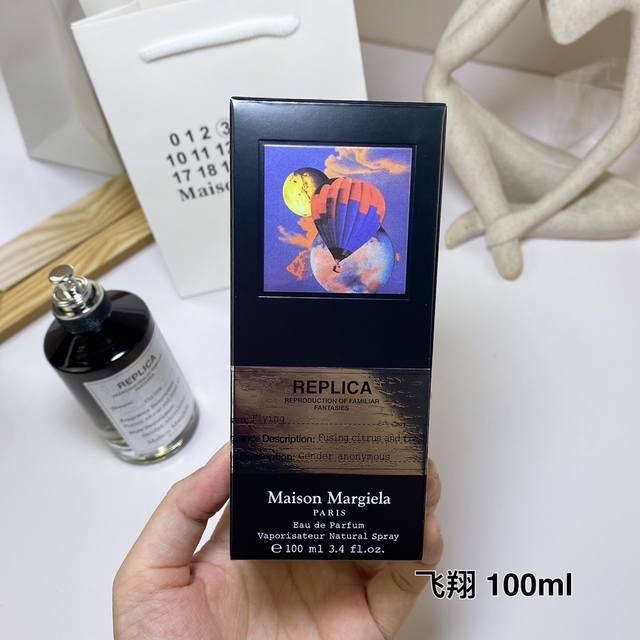 0 1 2 ③
10 11 12
17 18 1
Maiso
REPLICA
REPLICA
REPRODUCTION OF FAMILIAR
FANTASIES
Flying
Description: Fusing citrus and
Description: Gender anonymous
Maison Margiela
PARIS
Eau de Parfum
Vaporisateur Natural Spray
℮ 100 ml 3.4 fl.oz.
飞翔 100ml